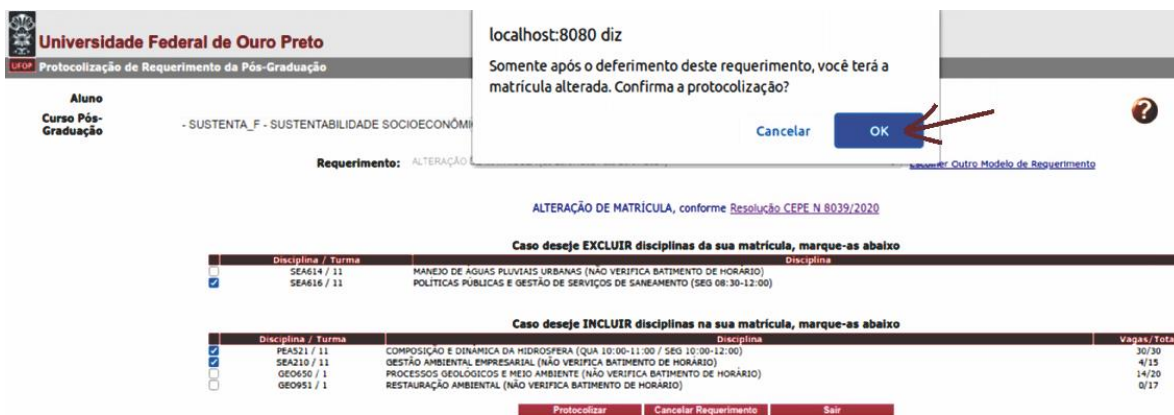 Universidade Federal de Ouro Preto
UFOP Protocolização de Requerimento da Pós-Graduação
localhost:8080 diz
Somente após o deferimento deste requerimento, você terá a
matrícula alterada. Confirma a protocolização?
Cancelar OK
?
Aluno
Curso Pós-
Graduação
- SUSTENTA_F - SUSTENTABILIDADE SOCIOECONÔMI
Requerimento: ALTERAÇÃO
Escolher Outro Modelo de Requerimento
ALTERAÇÃO DE MATRÍCULA, conforme Resolução CEPE N 8039/2020
Caso deseje EXCLUIR disciplinas da sua matrícula, marque-as abaixo
Disciplina / Turma Disciplina
SEA614 / 11 MANEJO DE ÁGUAS PLUVIAIS URBANAS (NÃO VERIFICA BATIMENTO DE HORÁRIO)
SEA616 / 11 POLÍTICAS PÚBLICAS E GESTÃO DE SERVIÇOS DE SANEAMENTO (SEG 08:30-12:00)
Caso deseje INCLUIR disciplinas na sua matrícula, marque-as abaixo
Disciplina / Turma Disciplina Vagas/Tota
PEA521 / 11 COMPOSIÇÃO E DINÂMICA DA HIDROSFERA (QUA 10:00-11:00 / SEG 10:00-12:00) 30/30
SEA210 / 11 GESTÃO AMBIENTAL EMPRESARIAL (NÃO VERIFICA BATIMENTO DE HORÁRIO) 4/15
GEO650 / 1 PROCESSOS GEOLÓGICOS E MEIO AMBIENTE (NÃO VERIFICA BATIMENTO DE HORÁRIO) 14/20
GEO951 / 1 RESTAURAÇÃO AMBIENTAL (NÃO VERIFICA BATIMENTO DE HORÁRIO) 0/17
Protocolizar Cancelar Requerimento Sair